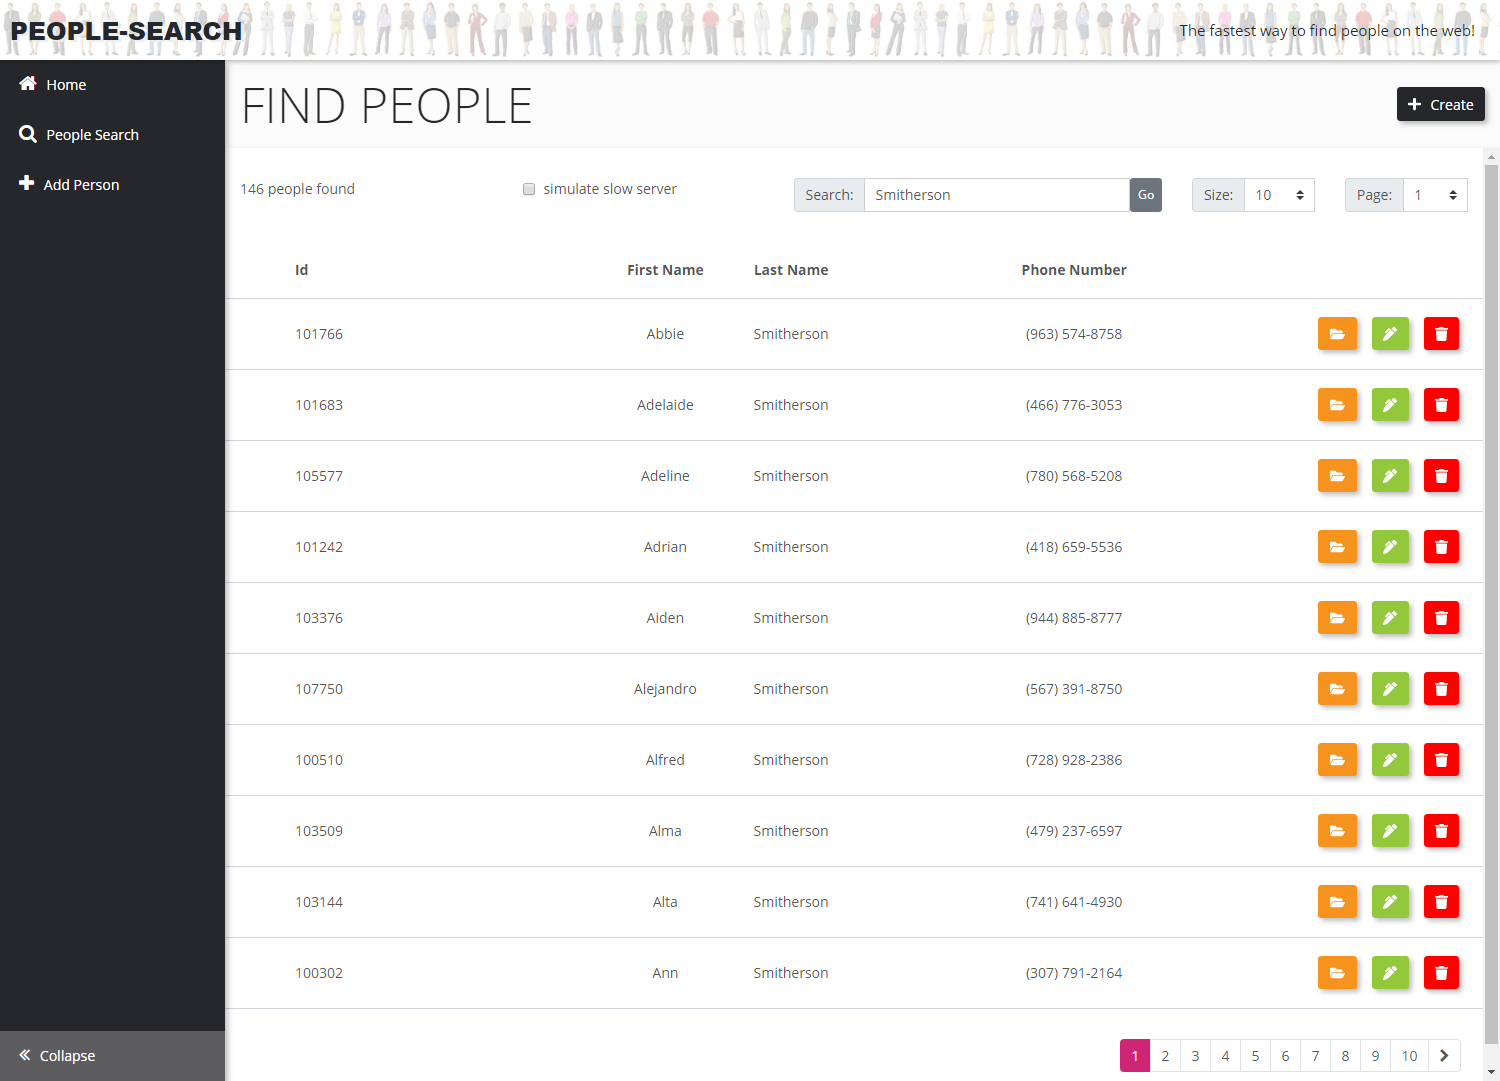 PEOPLE-SEARCH
The fastest way to find people on the web!
Home
People Search
Add Person
Collapse
FIND PEOPLE
Create
146 people found
simulate slow server
Search: Smitherson Go
Size: 10
Page: 1
Id First Name Last Name Phone Number
101766 Abbie Smitherson (963) 574-8758
101683 Adelaide Smitherson (466) 776-3053
105577 Adeline Smitherson (780) 568-5208
101242 Adrian Smitherson (418) 659-5536
103376 Aiden Smitherson (944) 885-8777
107750 Alejandro Smitherson (567) 391-8750
100510 Alfred Smitherson (728) 928-2386
103509 Alma Smitherson (479) 237-6597
103144 Alta Smitherson (741) 641-4930
100302 Ann Smitherson (307) 791-2164
1 2 3 4 5 6 7 8 9 10